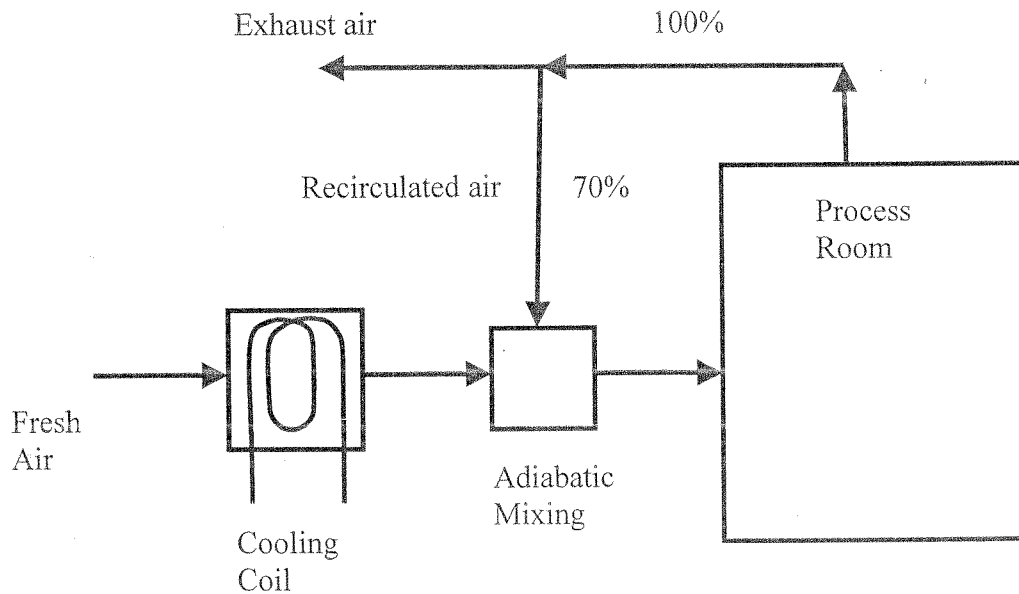 Exhaust air
100%
Recirculated air
70%
Process
Room
Fresh
Air
Adiabatic
Mixing
Cooling
Coil